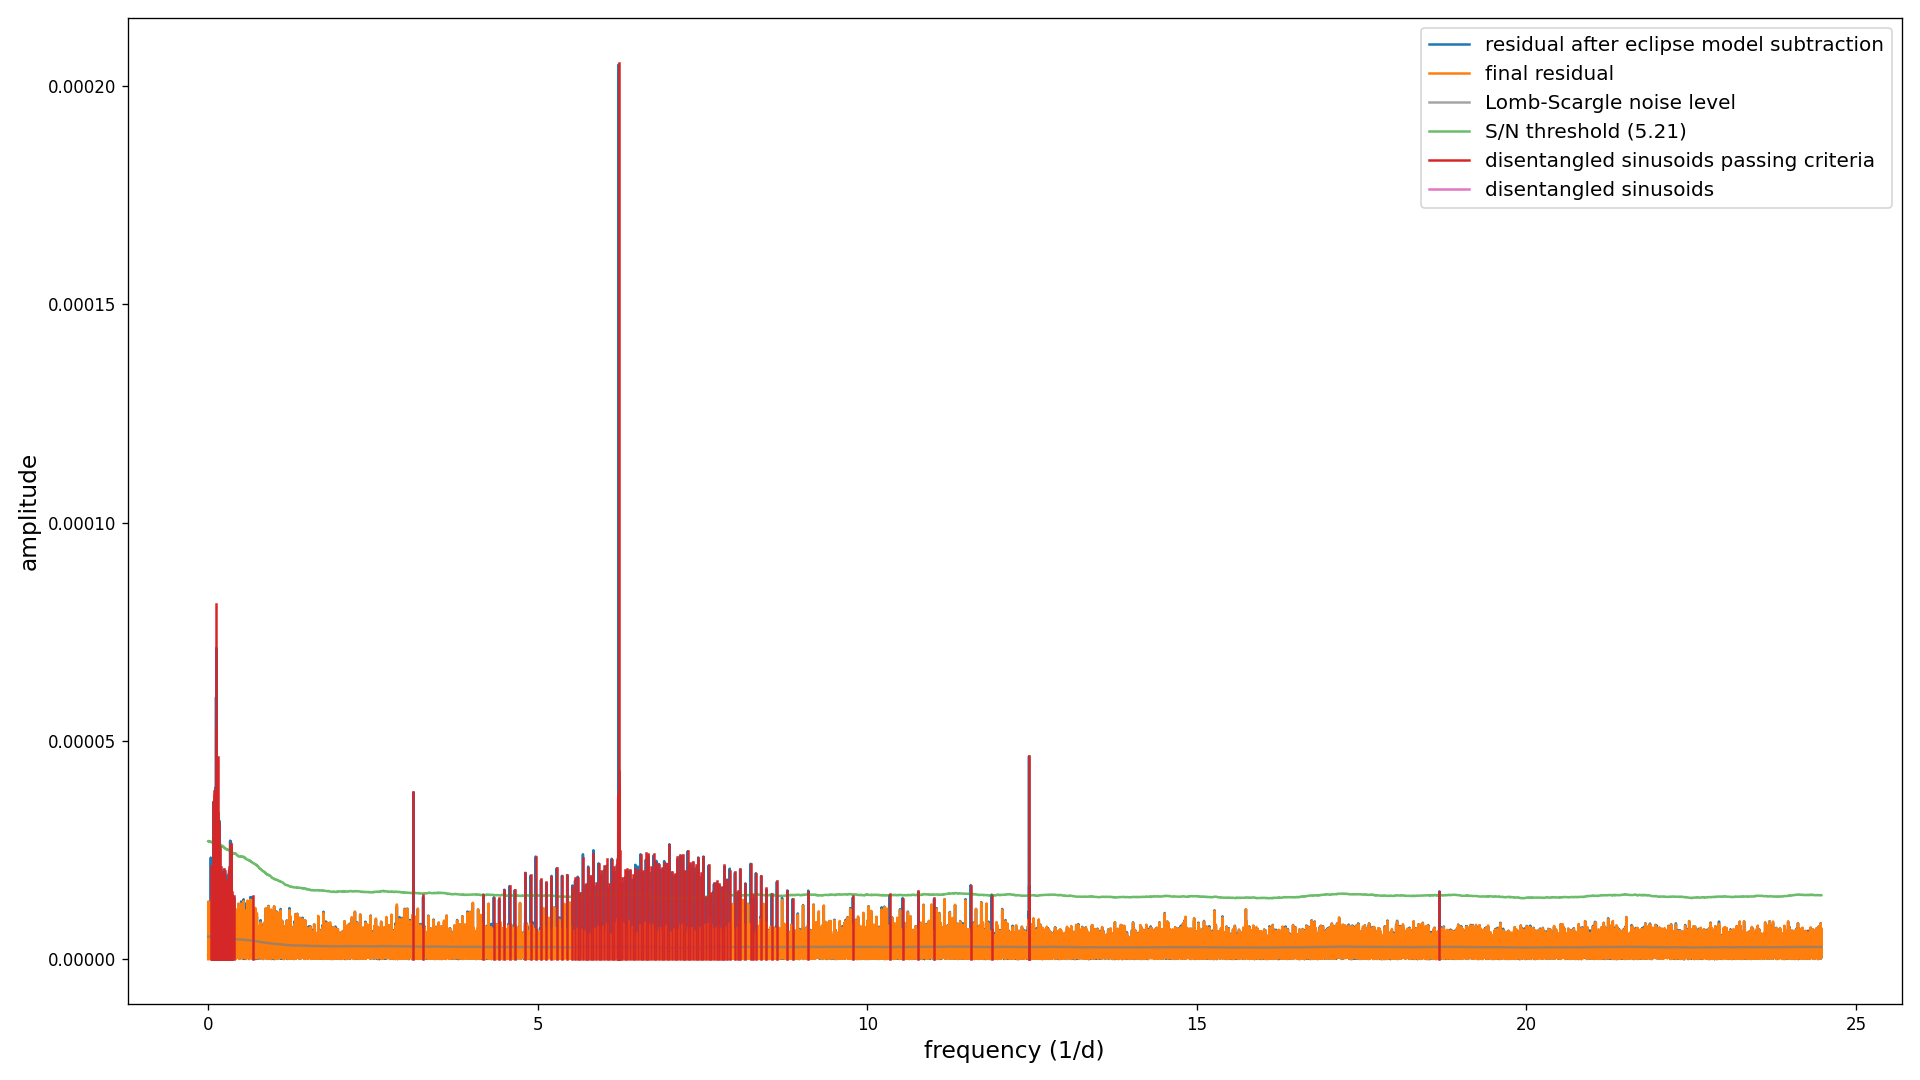 residual after eclipse model subtraction
final residual
Lomb-Scargle noise level
S/N threshold (5.21)
disentangled sinusoids passing criteria
disentangled sinusoids
0.00020
0.00015
0.00010
0.00005
0.00000
amplitude
0 5 10 15 20 25
frequency (1/d)